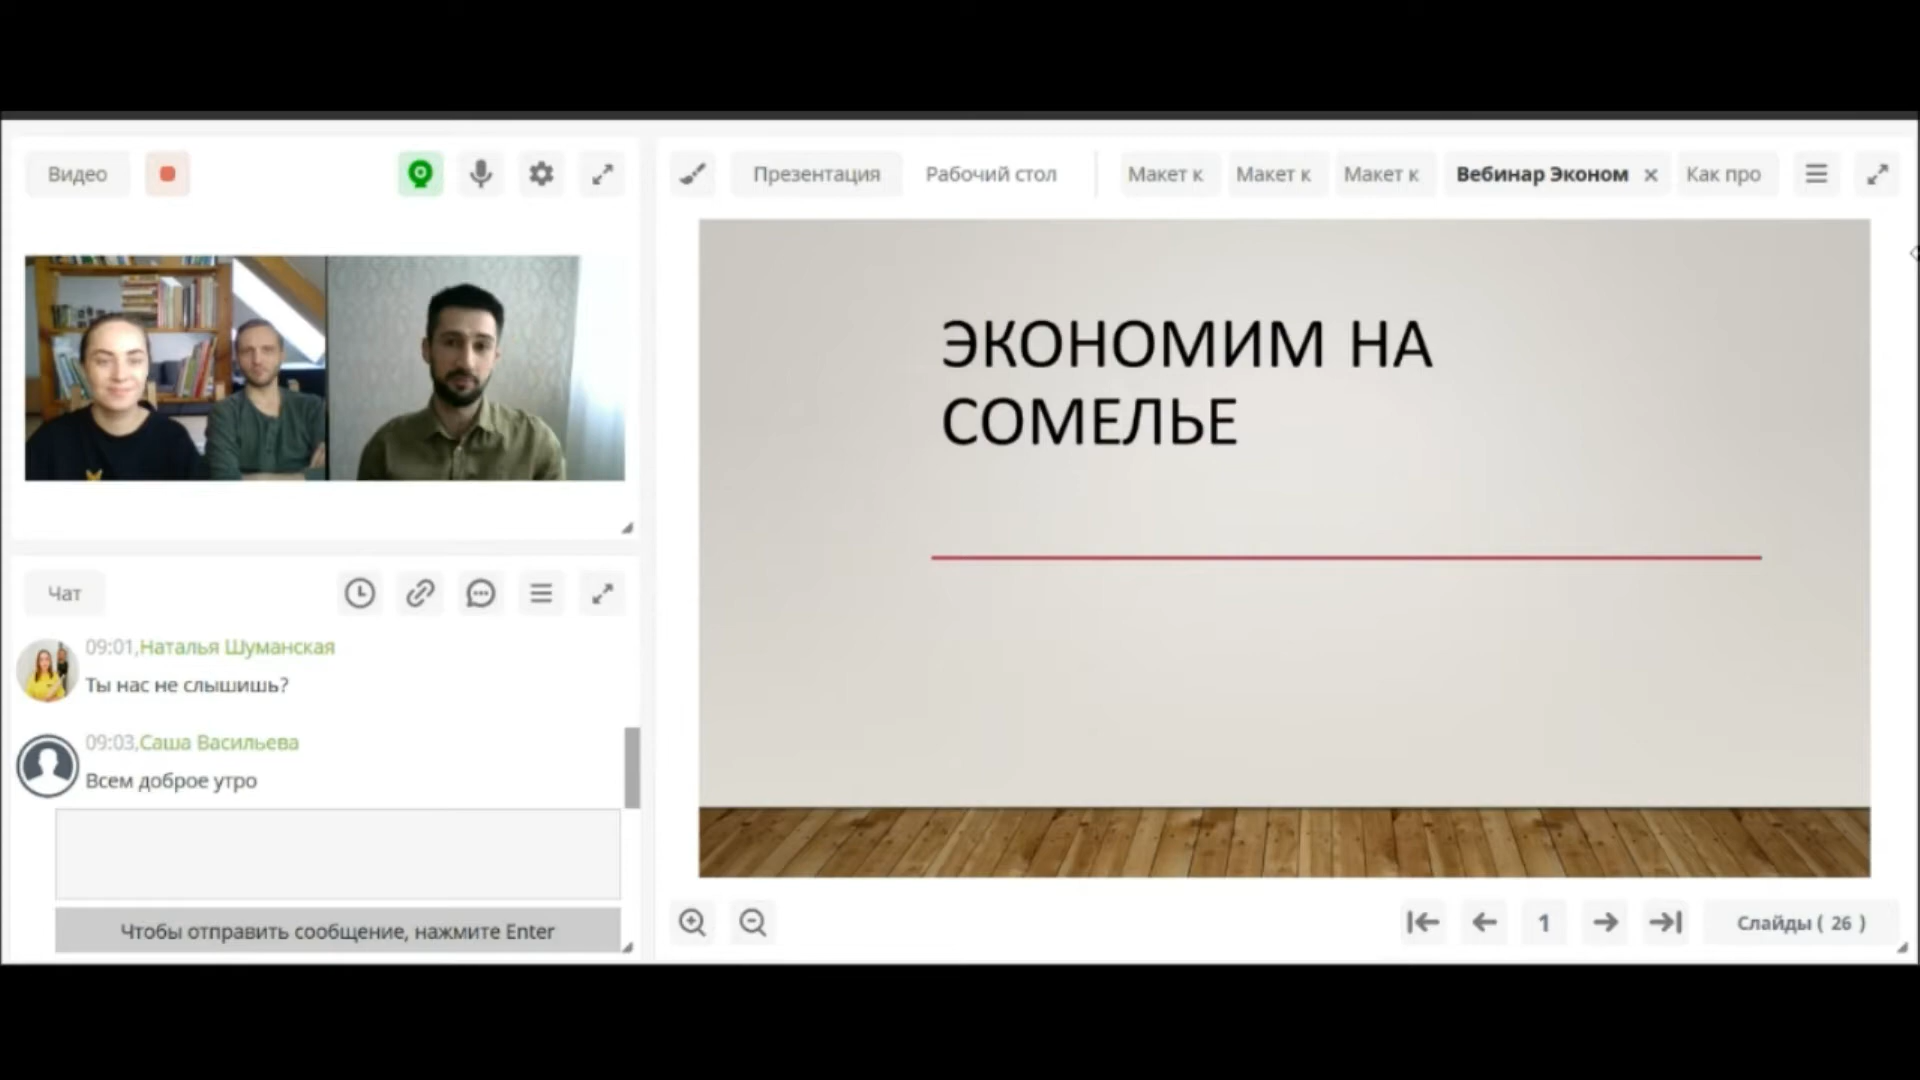 Видео
Презентация
Рабочий стол
Макет к
Макет к
Макет к
Вебинар Эконом
Как про
ЭКОНОМИМ НА
СОМЕЛЬЕ
Чат
09:01,Наталья Шуманская
Ты нас не слышишь?
09:03,Саша Васильева
Всем доброе утро
Чтобы отправить сообщение, нажмите Enter
1
Слайды ( 26 )